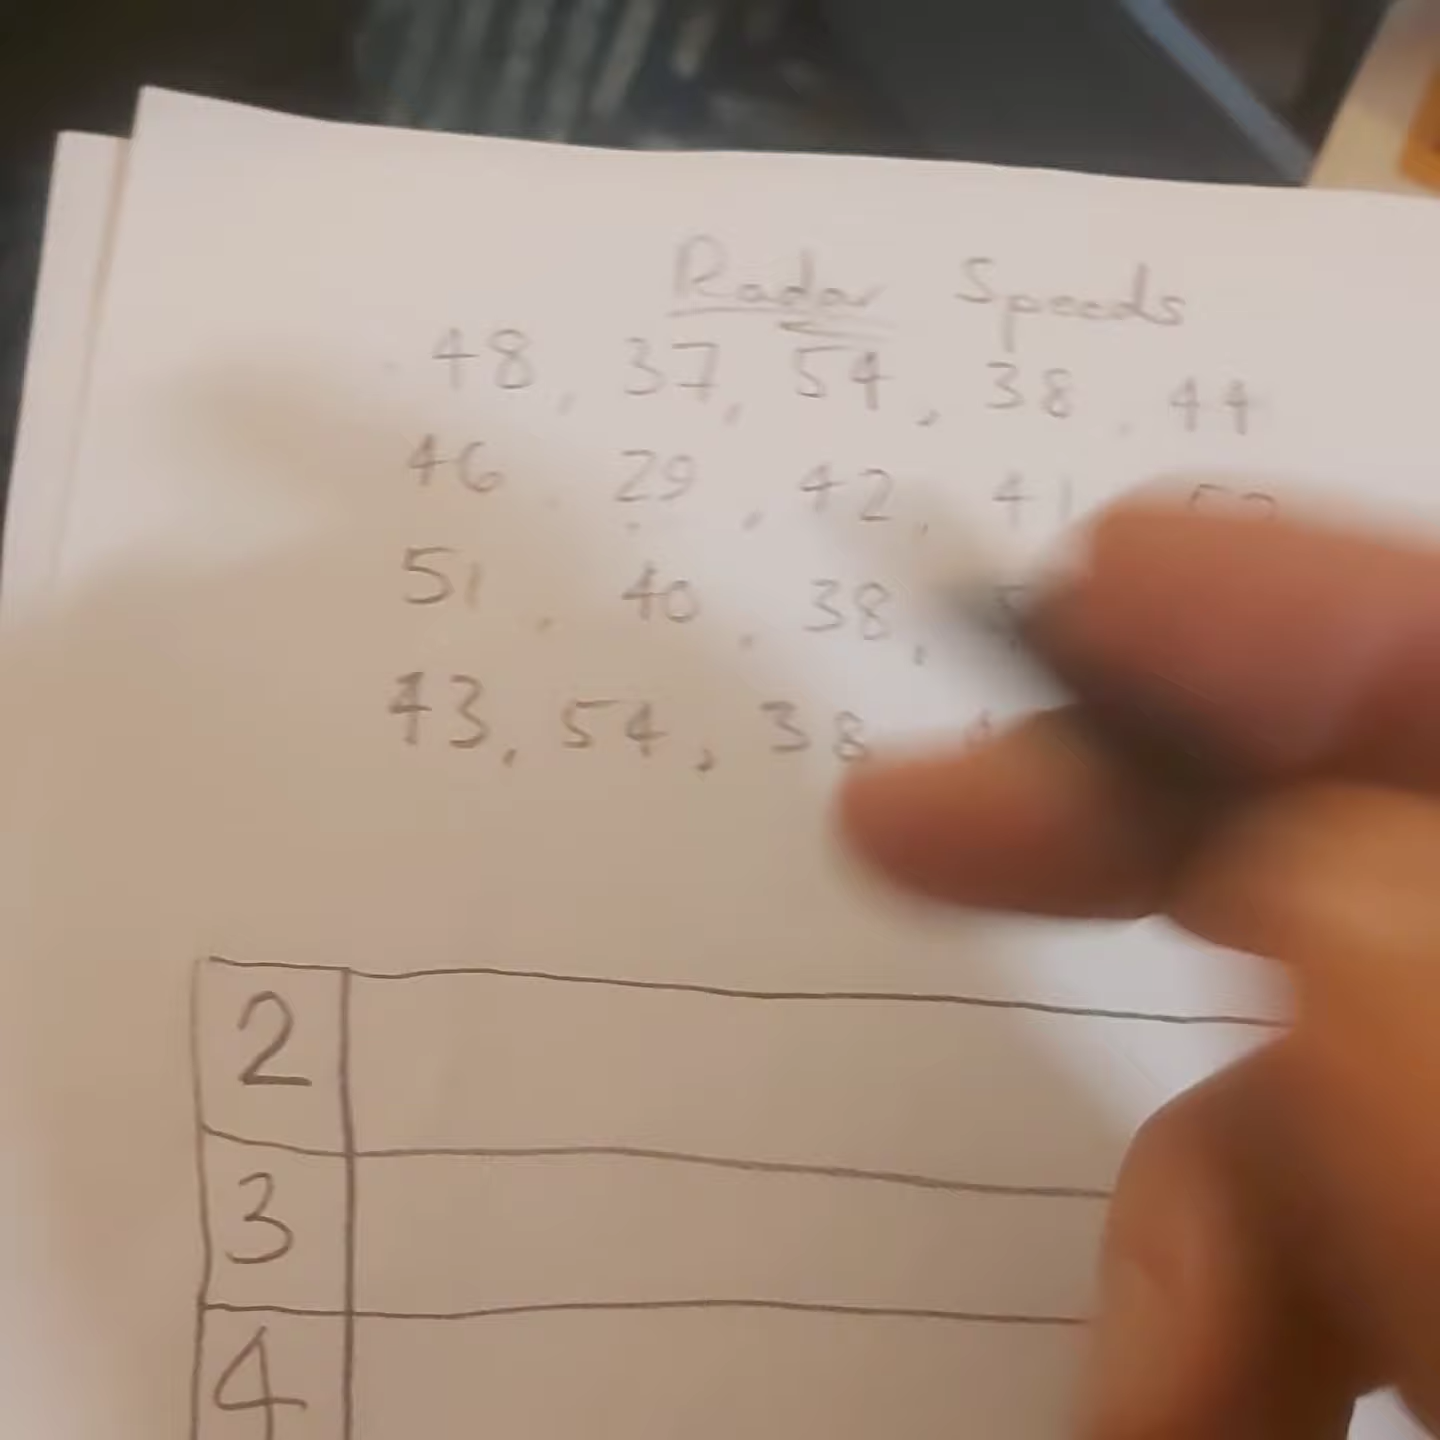 Radar Speeds
48, 37, 54, 38, 44
46, 29, 42, 41
51, 40, 38,
43, 54, 38
2
3
4